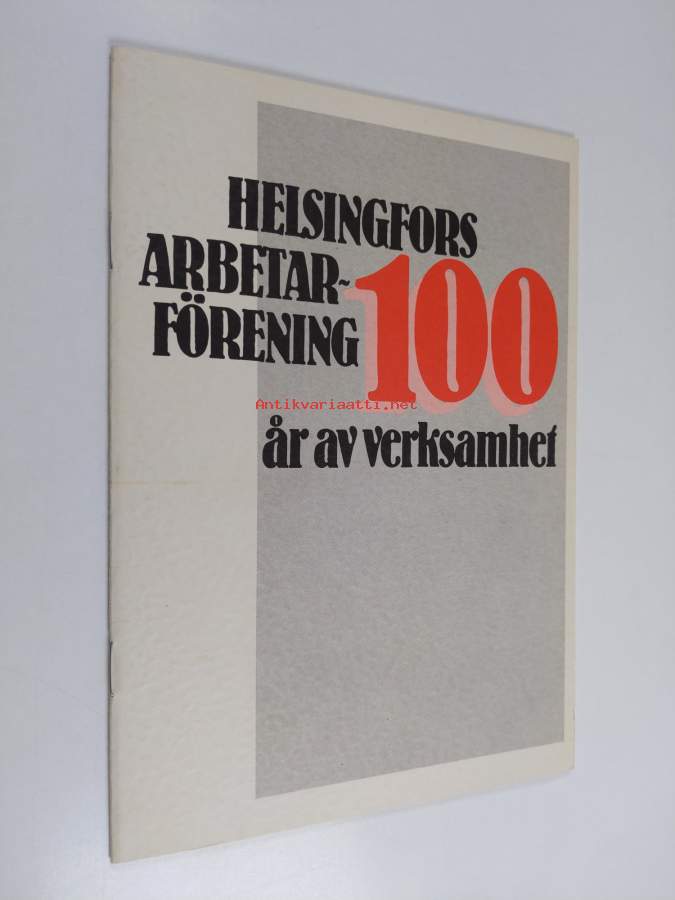 HELSINGFORS
ARBETAR-
FÖRENING 100
Antikvariaatti.net
år av verksamhet